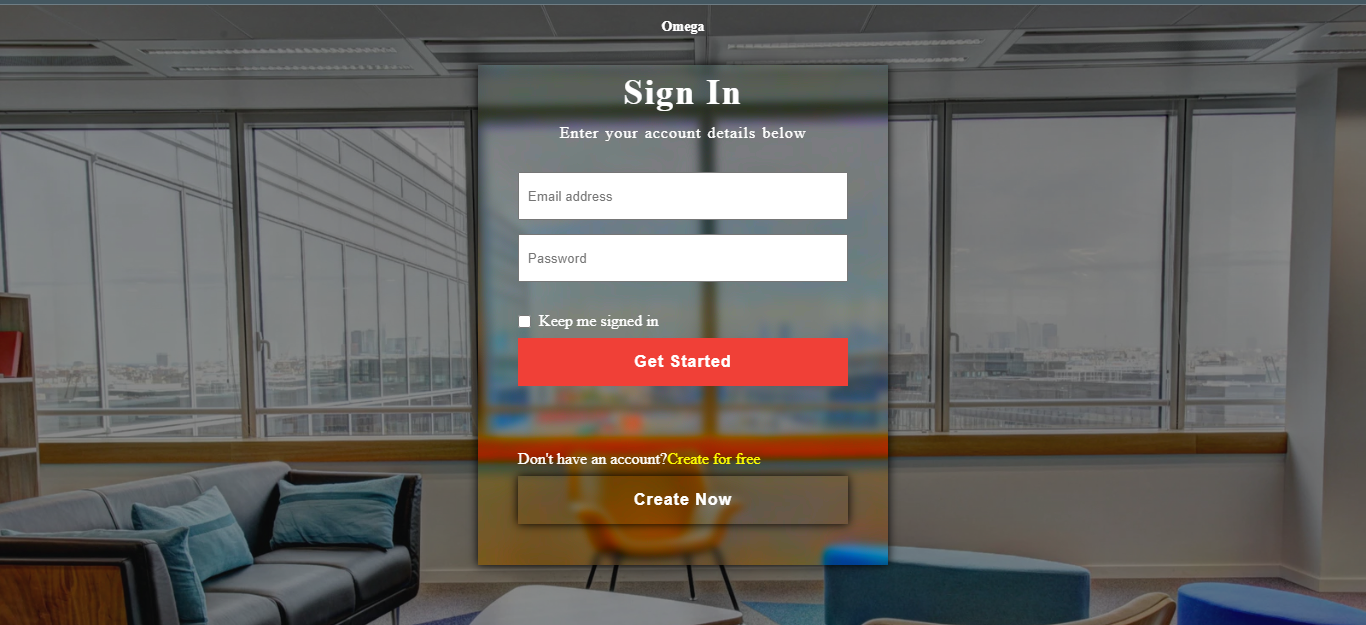 Omega
Sign In
Enter your account details below
Email address
Password
Keep me signed in
Get Started
Don't have an account?Create for free
Create Now